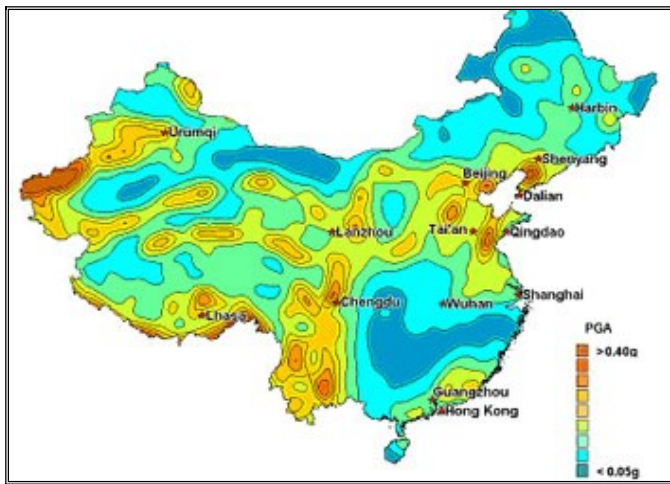 Harbin
Urumqi
Shenyang
Beijing
Dalian
Lanzhou
Tai'an
Qingdao
Chengdu
Wuhan
Shanghai
Lhasa
PGA
>0.40g
Guangzhou
Hong Kong
< 0.05g